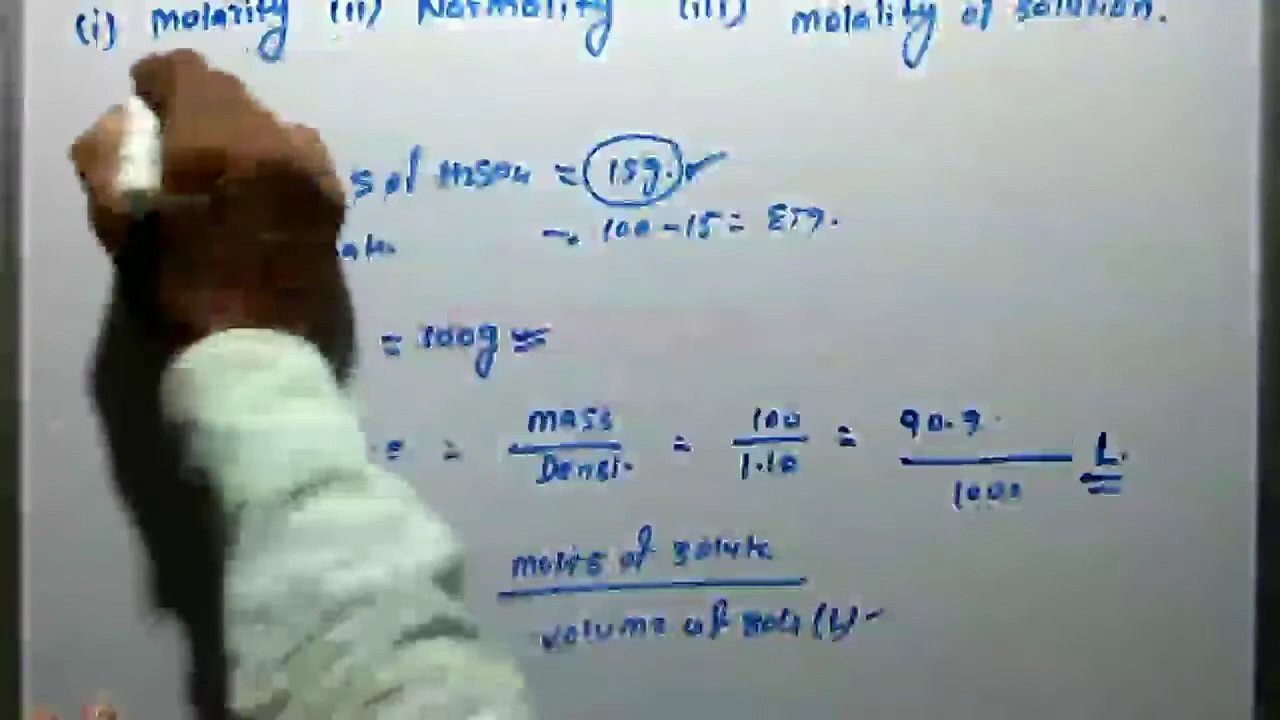 (i) Molarity (ii) Normality (iii) molality of solution.
s of H2SO4 = 15g.
100 - 15 = 85g.
= 100g
= mass / Densi. = 100 / 1.10 = 90.9 / 1000 L.
moles of solute
volume of soln (L)